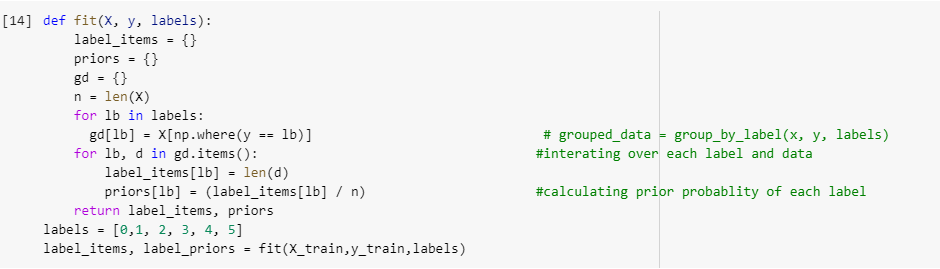 [14] def fit(X, y, labels):
label_items = {}
priors = {}
gd = {}
n = len(X)
for lb in labels:
gd[lb] = X[np.where(y == lb)] # grouped_data = group_by_label(x, y, labels)
for lb, d in gd.items(): #interating over each label and data
label_items[lb] = len(d)
priors[lb] = (label_items[lb] / n) #calculating prior probablity of each label
return label_items, priors
labels = [0,1, 2, 3, 4, 5]
label_items, label_priors = fit(X_train,y_train,labels)